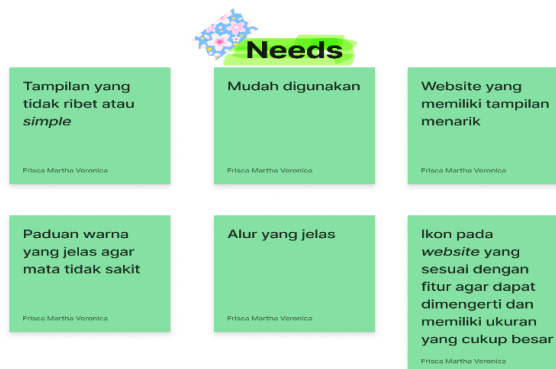 Needs
Tampilan yang
tidak ribet atau
simple
Frisca Martha Veronica
Mudah digunakan
Frisca Martha Veronica
Website yang
memiliki tampilan
menarik
Frisca Martha Veronica
Paduan warna
yang jelas agar
mata tidak sakit
Frisca Martha Veronica
Alur yang jelas
Frisca Martha Veronica
Ikon pada
website yang
sesuai dengan
fitur agar dapat
dimengerti dan
memiliki ukuran
yang cukup besar
Frisca Martha Veronica